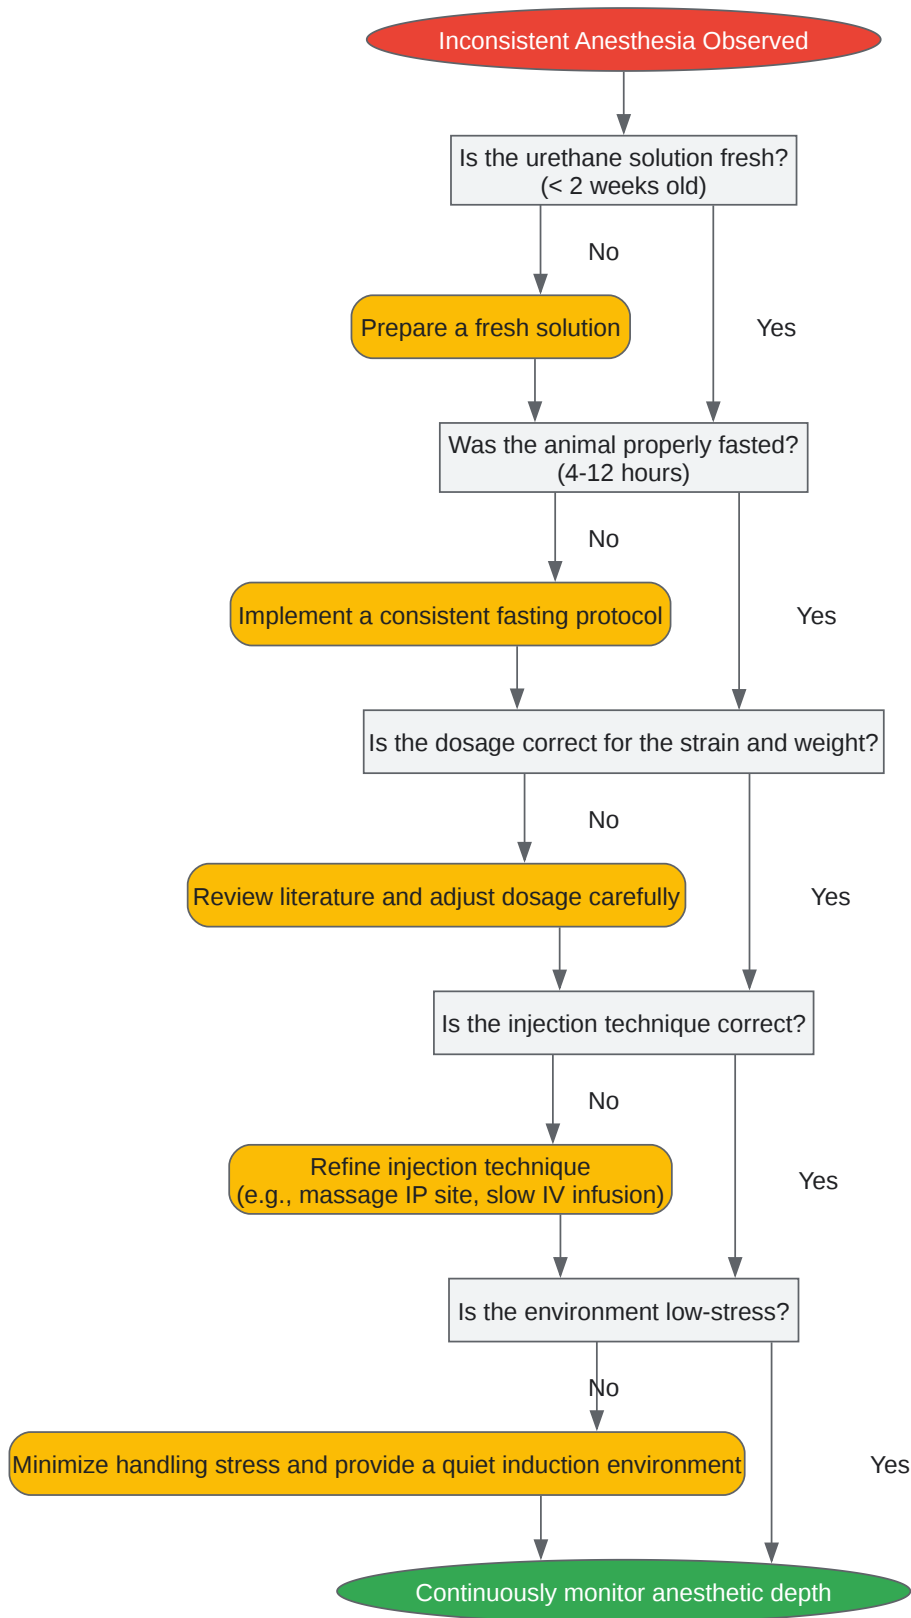 Inconsistent Anesthesia Observed
Is the urethane solution fresh?
(< 2 weeks old)
No
Prepare a fresh solution
Yes
Was the animal properly fasted?
(4-12 hours)
No
Implement a consistent fasting protocol
Yes
Is the dosage correct for the strain and weight?
No
Review literature and adjust dosage carefully
Yes
Is the injection technique correct?
No
Refine injection technique
(e.g., massage IP site, slow IV infusion)
Yes
Is the environment low-stress?
No
Minimize handling stress and provide a quiet induction environment
Yes
Continuously monitor anesthetic depth